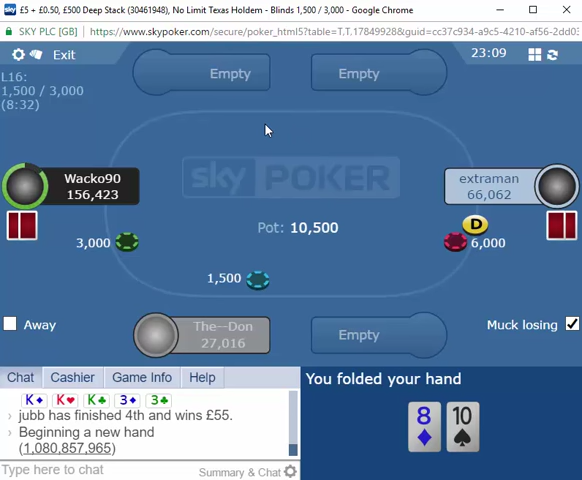 £5 + £0.50, £500 Deep Stack (30461948), No Limit Texas Holdem - Blinds 1,500 / 3,000 - Google Chrome
SKY PLC [GB] | https://www.skypoker.com/secure/poker_html5?table=T,T,17849928&guid=cc37c934-a9c5-4210-af56-2dd03
Exit
Empty
Empty
23:09
L16:
1,500 / 3,000
(8:32)
Wacko90
156,423
sky POKER
extraman
66,062
Pot: 10,500
D
3,000
6,000
1,500
Away
The---Don
27,016
Empty
Muck losing
Chat
Cashier
Game Info
Help
You folded your hand
K♦ K♥ K♣ 3♦ 3♣
› jubb has finished 4th and wins £55.
› Beginning a new hand
(1,080,857,965)
Type here to chat
Summary & Chat
8♦ 10♠